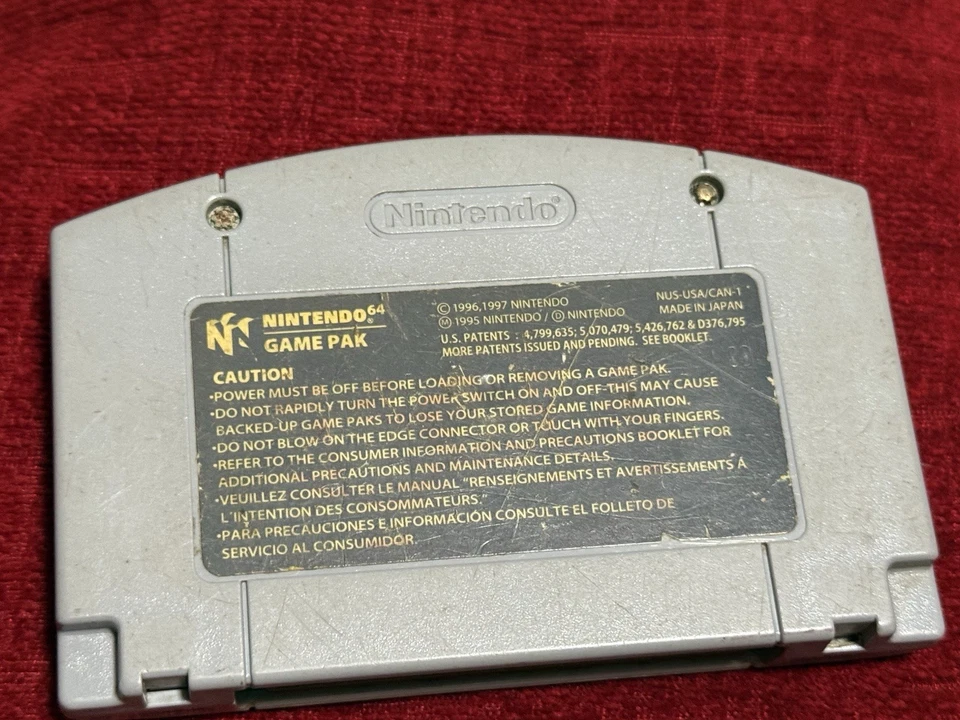 Nintendo®
NINTENDO64
GAME PAK
© 1996,1997 NINTENDO
Ⓜ 1995 NINTENDO / Ⓓ NINTENDO
NUS-USA/CAN-1
MADE IN JAPAN
U.S. PATENTS : 4,799,635; 5,070,479; 5,426,762 & D376,795
MORE PATENTS ISSUED AND PENDING. SEE BOOKLET.
CAUTION
•POWER MUST BE OFF BEFORE LOADING OR REMOVING A GAME PAK.
•DO NOT RAPIDLY TURN THE POWER SWITCH ON AND OFF-THIS MAY CAUSE
BACKED-UP GAME PAKS TO LOSE YOUR STORED GAME INFORMATION.
•DO NOT BLOW ON THE EDGE CONNECTOR OR TOUCH WITH YOUR FINGERS.
•REFER TO THE CONSUMER INFORMATION AND PRECAUTIONS BOOKLET FOR
ADDITIONAL PRECAUTIONS AND MAINTENANCE DETAILS.
•VEUILLEZ CONSULTER LE MANUAL "RENSEIGNEMENTS ET AVERTISSEMENTS À
L'INTENTION DES CONSOMMATEURS."
•PARA PRECAUCIONES E INFORMACIÓN CONSULTE EL FOLLETO DE
SERVICIO AL CONSUMIDOR.